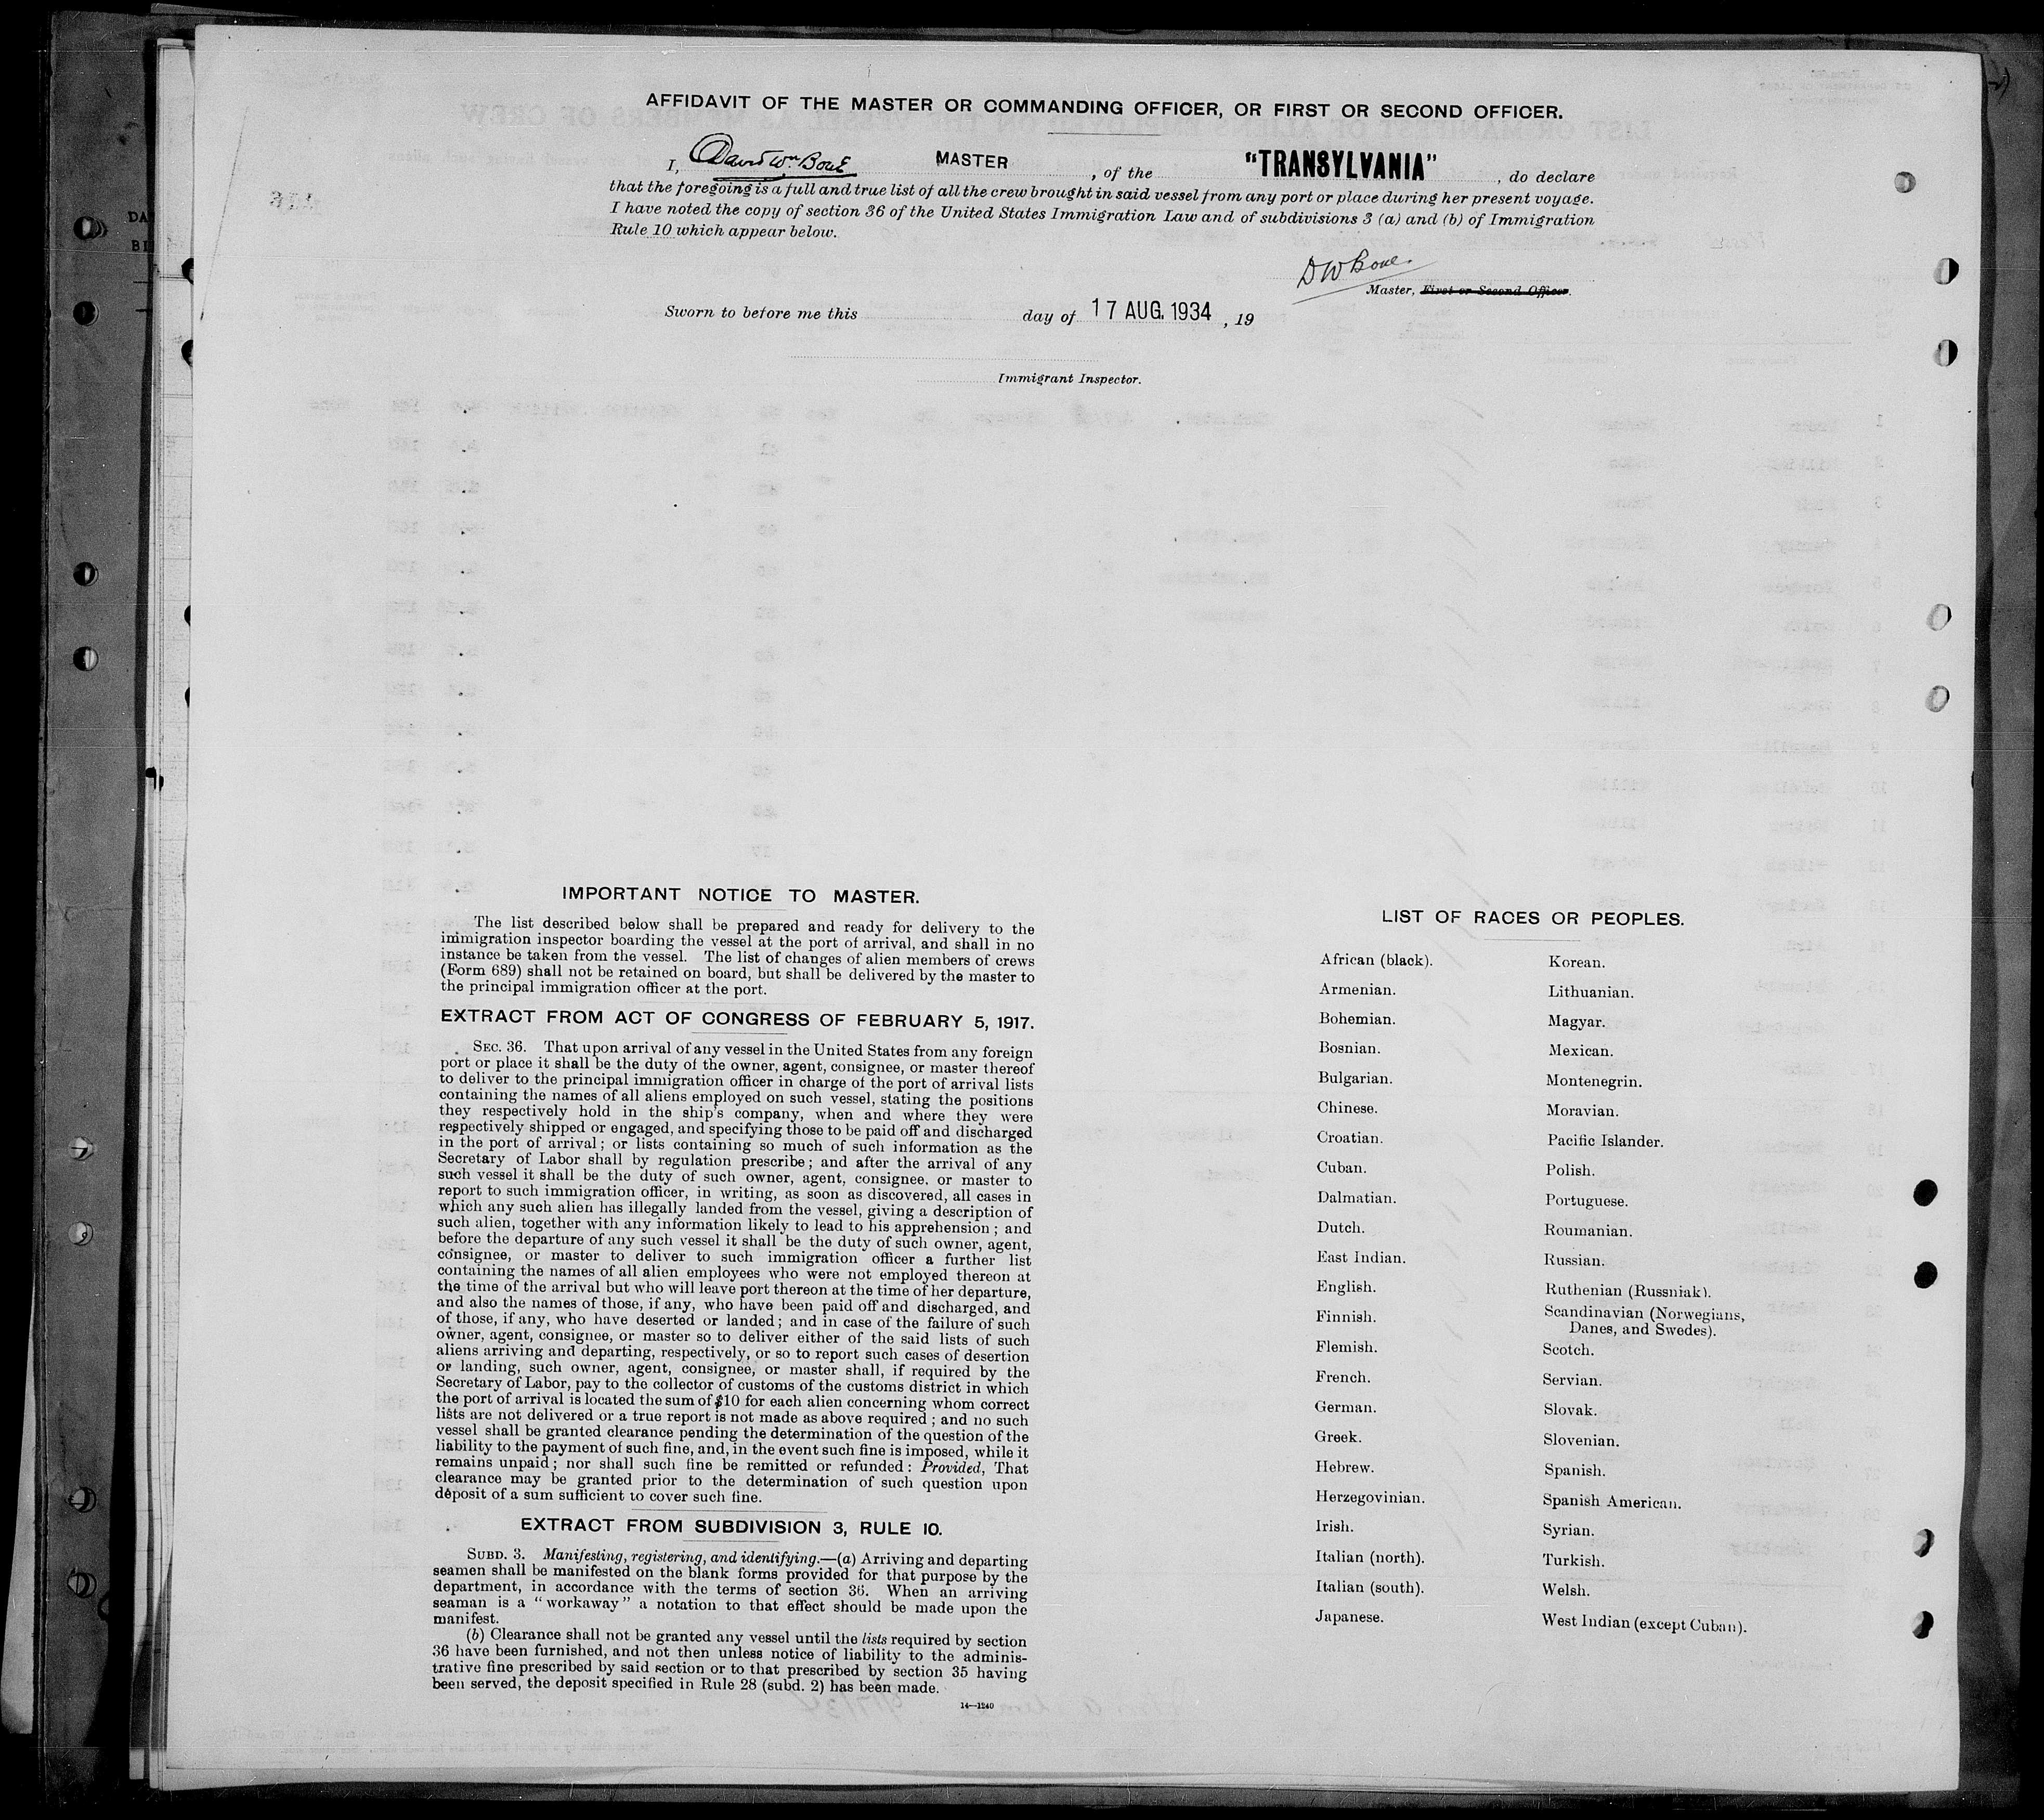 AFFIDAVIT OF THE MASTER OR COMMANDING OFFICER, OR FIRST OR SECOND OFFICER.
I, David Wm Bone MASTER , of the "TRANSYLVANIA" , do declare
that the foregoing is a full and true list of all the crew brought in said vessel from any port or place during her present voyage.
I have noted the copy of section 36 of the United States Immigration Law and of subdivisions 3 (a) and (b) of Immigration
Rule 10 which appear below.
D W Bone.
Master, First or Second Officer.
Sworn to before me this day of 17 AUG. 1934 , 19
Immigrant Inspector.
IMPORTANT NOTICE TO MASTER.
The list described below shall be prepared and ready for delivery to the
immigration inspector boarding the vessel at the port of arrival, and shall in no
instance be taken from the vessel. The list of changes of alien members of crews
(Form 689) shall not be retained on board, but shall be delivered by the master to
the principal immigration officer at the port.
EXTRACT FROM ACT OF CONGRESS OF FEBRUARY 5, 1917.
SEC. 36. That upon arrival of any vessel in the United States from any foreign
port or place it shall be the duty of the owner, agent, consignee, or master thereof
to deliver to the principal immigration officer in charge of the port of arrival lists
containing the names of all aliens employed on such vessel, stating the positions
they respectively hold in the ship's company, when and where they were
respectively shipped or engaged, and specifying those to be paid off and discharged
in the port of arrival; or lists containing so much of such information as the
Secretary of Labor shall by regulation prescribe; and after the arrival of any
such vessel it shall be the duty of such owner, agent, consignee, or master to
report to such immigration officer, in writing, as soon as discovered, all cases in
which any such alien has illegally landed from the vessel, giving a description of
such alien, together with any information likely to lead to his apprehension; and
before the departure of any such vessel it shall be the duty of such owner, agent,
consignee, or master to deliver to such immigration officer a further list
containing the names of all alien employees who were not employed thereon at
the time of the arrival but who will leave port thereon at the time of her departure,
and also the names of those, if any, who have been paid off and discharged, and
of those, if any, who have deserted or landed; and in case of the failure of such
owner, agent, consignee, or master so to deliver either of the said lists of such
aliens arriving and departing, respectively, or so to report such cases of desertion
or landing, such owner, agent, consignee, or master shall, if required by the
Secretary of Labor, pay to the collector of customs of the customs district in which
the port of arrival is located the sum of $10 for each alien concerning whom correct
lists are not delivered or a true report is not made as above required; and no such
vessel shall be granted clearance pending the determination of the question of the
liability to the payment of such fine, and, in the event such fine is imposed, while it
remains unpaid; nor shall such fine be remitted or refunded: Provided, That
clearance may be granted prior to the determination of such question upon
deposit of a sum sufficient to cover such fine.
EXTRACT FROM SUBDIVISION 3, RULE 10.
SUBD. 3. Manifesting, registering, and identifying.—(a) Arriving and departing
seamen shall be manifested on the blank forms provided for that purpose by the
department, in accordance with the terms of section 36. When an arriving
seaman is a "workaway" a notation to that effect should be made upon the
manifest.
(b) Clearance shall not be granted any vessel until the lists required by section
36 have been furnished, and not then unless notice of liability to the adminis-
trative fine prescribed by said section or to that prescribed by section 35 having
been served, the deposit specified in Rule 28 (subd. 2) has been made.
14—1240
LIST OF RACES OR PEOPLES.
African (black).
Armenian.
Bohemian.
Bosnian.
Bulgarian.
Chinese.
Croatian.
Cuban.
Dalmatian.
Dutch.
East Indian.
English.
Finnish.
Flemish.
French.
German.
Greek.
Hebrew.
Herzegovinian.
Irish.
Italian (north).
Italian (south).
Japanese.
Korean.
Lithuanian.
Magyar.
Mexican.
Montenegrin.
Moravian.
Pacific Islander.
Polish.
Portuguese.
Roumanian.
Russian.
Ruthenian (Russniak).
Scandinavian (Norwegians,
Danes, and Swedes).
Scotch.
Servian.
Slovak.
Slovenian.
Spanish.
Spanish American.
Syrian.
Turkish.
Welsh.
West Indian (except Cuban).